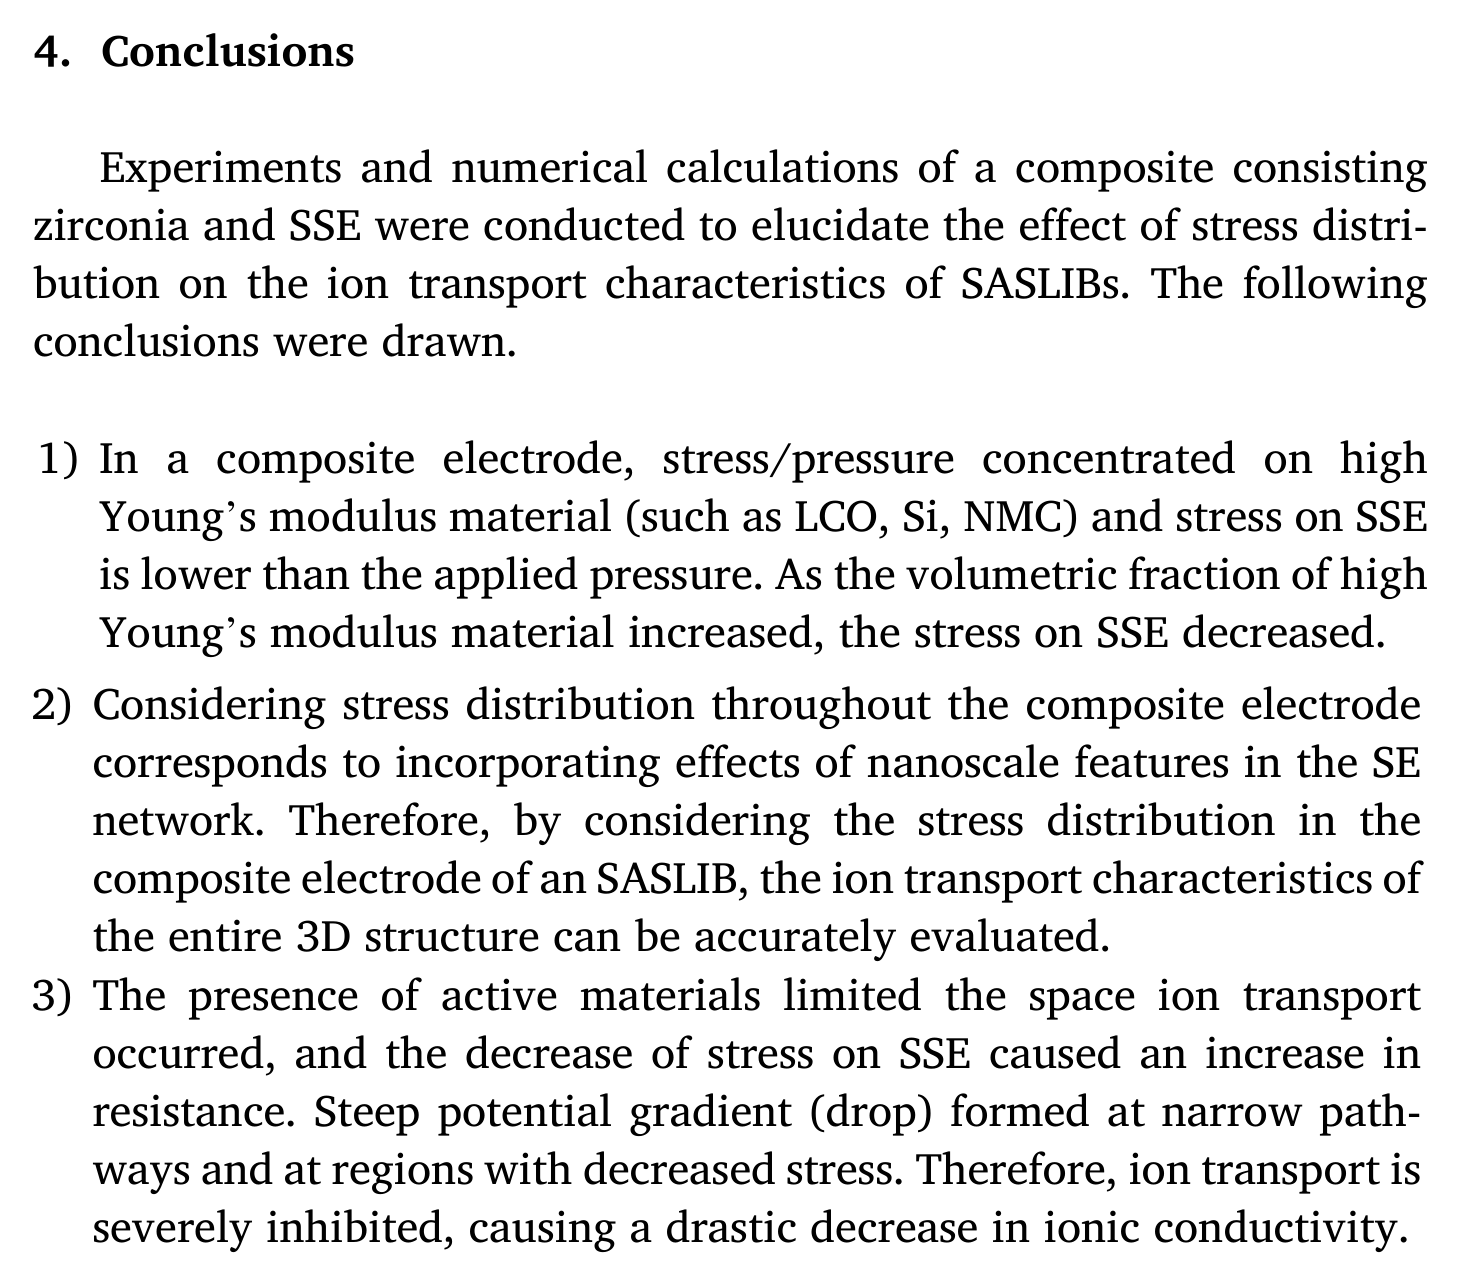 4. Conclusions
Experiments and numerical calculations of a composite consisting
zirconia and SSE were conducted to elucidate the effect of stress distri-
bution on the ion transport characteristics of SASLIBs. The following
conclusions were drawn.
1) In a composite electrode, stress/pressure concentrated on high
Young’s modulus material (such as LCO, Si, NMC) and stress on SSE
is lower than the applied pressure. As the volumetric fraction of high
Young’s modulus material increased, the stress on SSE decreased.
2) Considering stress distribution throughout the composite electrode
corresponds to incorporating effects of nanoscale features in the SE
network. Therefore, by considering the stress distribution in the
composite electrode of an SASLIB, the ion transport characteristics of
the entire 3D structure can be accurately evaluated.
3) The presence of active materials limited the space ion transport
occurred, and the decrease of stress on SSE caused an increase in
resistance. Steep potential gradient (drop) formed at narrow path-
ways and at regions with decreased stress. Therefore, ion transport is
severely inhibited, causing a drastic decrease in ionic conductivity.